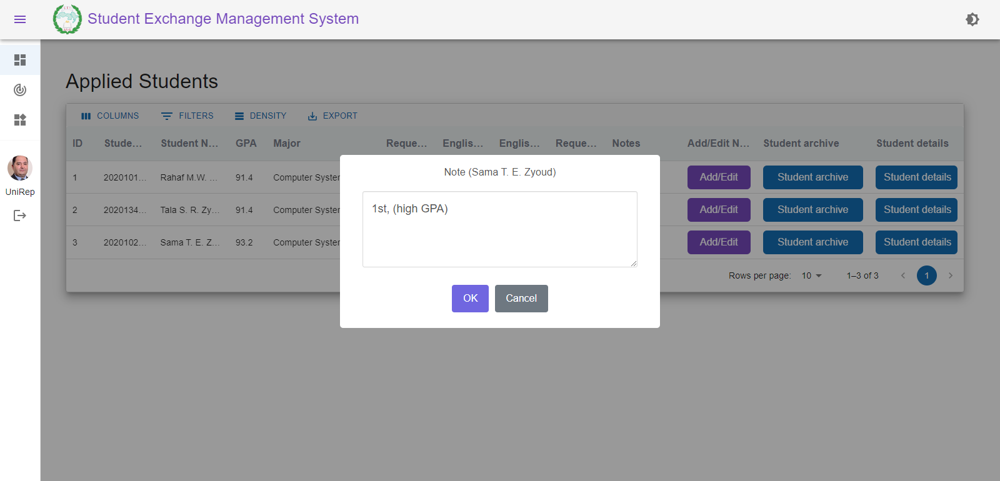 Student Exchange Management System
Applied Students
COLUMNS FILTERS DENSITY EXPORT
ID Stude... Student N... GPA Major Reque... Englis... Englis... Reque... Notes Add/Edit N... Student archive Student details
1 2020101... Rahaf M.W. ... 91.4 Computer System Add/Edit Student archive Student details
2 2020134... Tala S. R. Zy... 91.4 Computer System Add/Edit Student archive Student details
3 2020102... Sama T. E. Z... 93.2 Computer System Add/Edit Student archive Student details
Rows per page: 10 1–3 of 3 1
UniRep
Note (Sama T. E. Zyoud)
1st, (high GPA)
OK Cancel